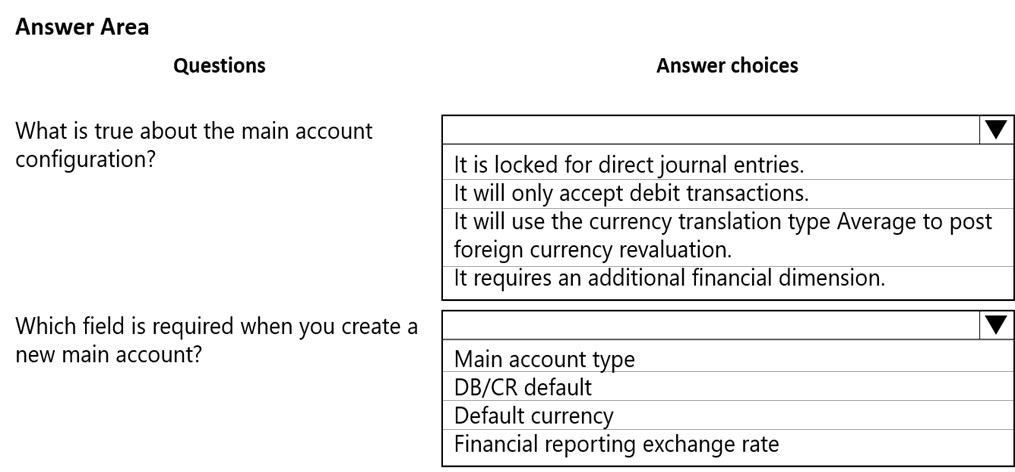 Answer Area
Questions
Answer choices
What is true about the main account
configuration?
It is locked for direct journal entries.
It will only accept debit transactions.
It will use the currency translation type Average to post
foreign currency revaluation.
It requires an additional financial dimension.
Which field is required when you create a
new main account?
Main account type
DB/CR default
Default currency
Financial reporting exchange rate